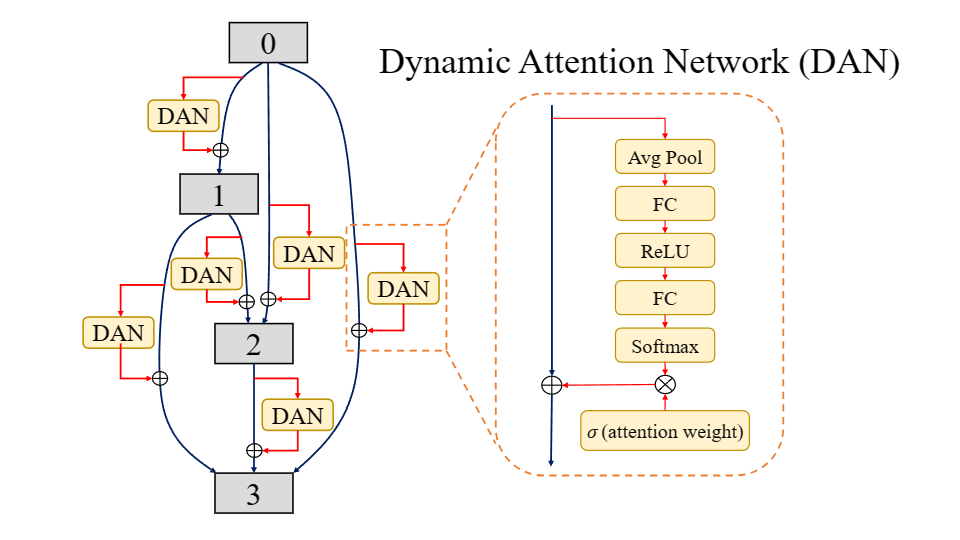 0
Dynamic Attention Network (DAN)
DAN
Avg Pool
1
FC
DAN
ReLU
DAN
DAN
FC
DAN
2
Softmax
DAN
σ (attention weight)
3